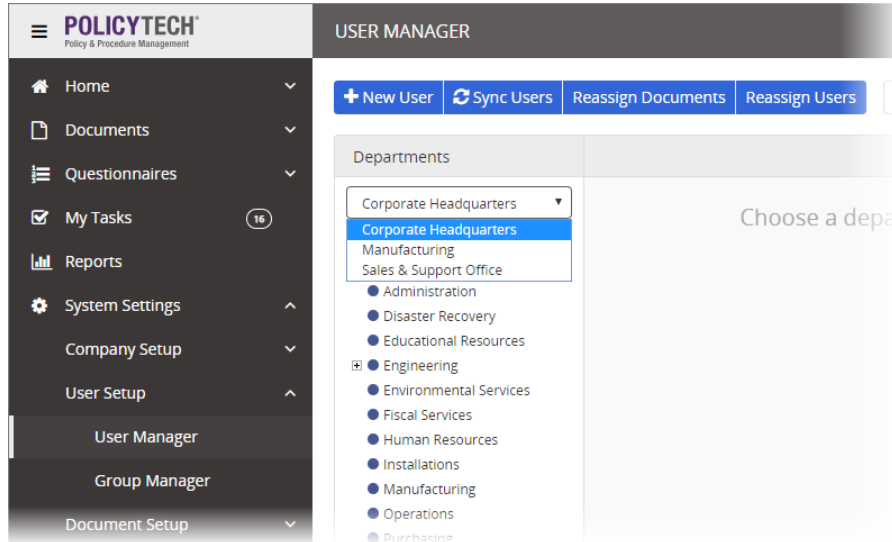 POLICYTECH®
Policy & Procedure Management
USER MANAGER
Home
Documents
Questionnaires
My Tasks 16
Reports
System Settings
Company Setup
User Setup
User Manager
Group Manager
Document Setup
New User Sync Users Reassign Documents Reassign Users
Departments
Corporate Headquarters
Corporate Headquarters
Manufacturing
Sales & Support Office
Administration
Disaster Recovery
Educational Resources
Engineering
Environmental Services
Fiscal Services
Human Resources
Installations
Manufacturing
Operations
Purchasing
Choose a depa